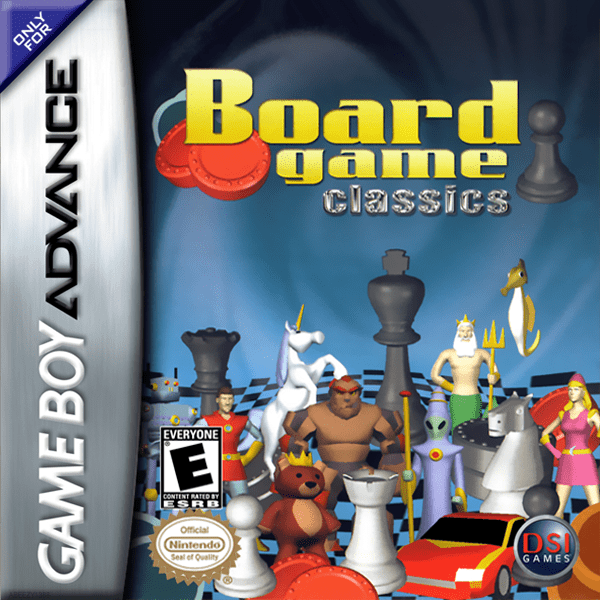 ONLY
FOR
GAME BOY ADVANCE
Board
game
classics
EVERYONE
E
CONTENT RATED BY
ESRB
Official
Nintendo
Seal of Quality
DSI
GAMES